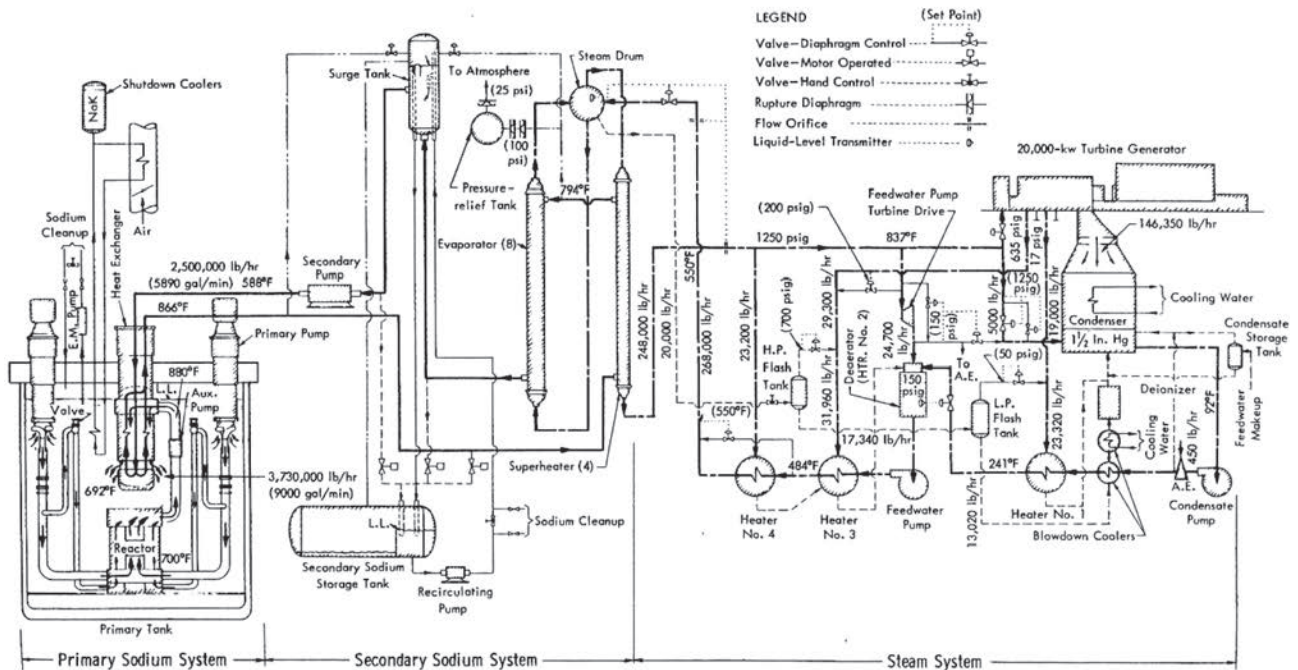 LEGEND
(Set Point)
Valve-Diaphragm Control
Valve-Motor Operated
Valve-Hand Control
Rupture Diaphragm
Flow Orifice
Liquid-Level Transmitter
Shutdown Coolers
NaK
Air
Sodium
Cleanup
Heat Exchanger
E.M. Pump
2,500,000 lb/hr
(5890 gal/min) 588°F
866°F
Primary Pump
880°F
L.L.
Aux.
Pump
Valve
692°F
3,730,000 lb/hr
(9000 gal/min)
Reactor
700°F
Primary Tank
Primary Sodium System
Surge Tank
To Atmosphere
(25 psi)
(100
psi)
Pressure-
relief Tank
Steam Drum
794°F
Evaporator (8)
Secondary
Pump
Superheater (4)
L.L.
Secondary Sodium
Storage Tank
Recirculating
Pump
Sodium Cleanup
Secondary Sodium System
248,000 lb/hr
20,000 lb/hr
550°F
268,000 lb/hr
1250 psig
837°F
23,200 lb/hr
(700 psig)
H.P.
Flash
Tank
(550°F)
29,300 lb/hr
31,960 lb/hr
(200 psig)
Feedwater Pump
Turbine Drive
24,700
lb/hr
Deaerator
(HTR. No. 2)
150
psig
(150
psig)
To
A.E.
17,340 lb/hr
484°F
Heater
No. 4
Heater
No. 3
Feedwater
Pump
20,000-kw Turbine Generator
635 psig
17 psig
(1250
psig)
5000 lb/hr
19,000 lb/hr
146,350 lb/hr
Cooling Water
Condenser
1½ In. Hg
Condensate
Storage
Tank
(50 psig)
L.P.
Flash
Tank
Deionizer
Cooling
Water
23,320 lb/hr
241°F
Heater No. 1
13,020 lb/hr
Blowdown Coolers
450 lb/hr
A.E.
92°F
Condensate
Pump
Feedwater
Makeup
Steam System